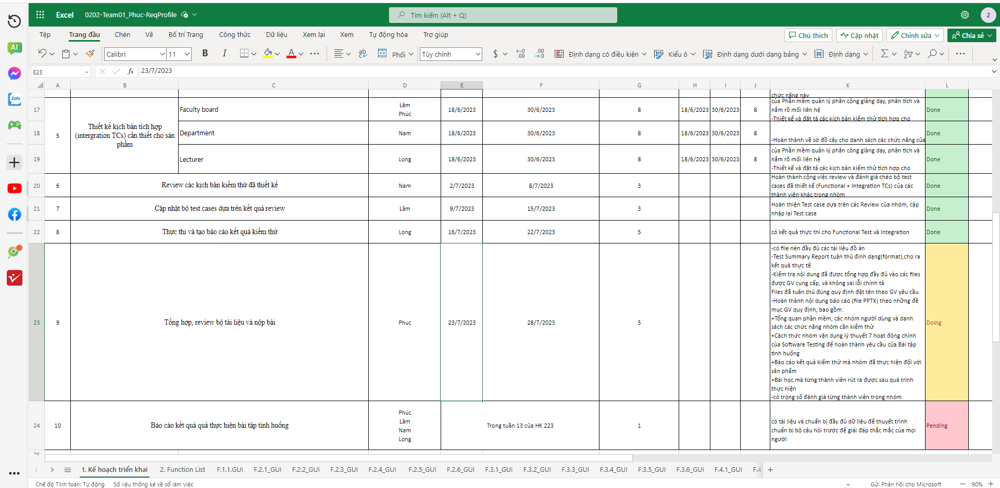 Excel
0202-Team01_Phuc-ReqProfile
Tìm kiếm (Alt + Q)
2
AI
Zalo
Tệp Trang đầu Chèn Vẽ Bố trí Trang Công thức Dữ liệu Xem lại Xem Tự động hóa Trợ giúp
Chú thích Cập nhật Chỉnh sửa Chia sẻ
Calibri 11 B I A ab Phối Tùy chỉnh $ Định dạng có điều kiện Kiểu ô Định dạng dưới dạng bảng Định dạng
E23 fx 23/7/2023
A B C D E F G H I J K L
chức năng này
17 Faculty board Lâm
Phúc
18/6/2023 30/6/2023 8 18/6/2023 30/6/2023 8
của Phần mềm quản lý phân công giảng dạy, phân tích và
nắm rõ mối liên hệ
-Thiết kế và đặt tả các kịch bản kiểm thử tích hợp cho
Done
5
Thiết kế kịch bản tích hợp
(intergration TCs) cần thiết cho sản
phẩm
18 Department Nam 18/6/2023 30/6/2023 8 18/6/2023 30/6/2023 8
-Hoàn thành vẽ sơ đồ cây cho danh sách các chức năng của
Done
19 Lecturer Long 18/6/2023 30/6/2023 8 18/6/2023 30/6/2023 8
của Phần mềm quản lý phân công giảng dạy, phân tích và
nắm rõ mối liên hệ
-Thiết kế và đặt tả các kịch bản kiểm thử tích hợp cho
Done
20 6 Review các kịch bản kiểm thử đã thiết kế Nam 2/7/2023 8/7/2023 3
Hoàn thành công việc review và đánh giá chéo bộ test
cases đã thiết kế (Functional + Integration TCs) của các
thành viên khác trong nhóm
Done
21 7 Cập nhật bộ test cases dựa trên kết quả review Lâm 9/7/2023 15/7/2023 3
Hoàn thiện Test case dựa trên các Review của nhóm, cập
nhập lại Test case
Done
22 8 Thực thi và tạo báo cáo kết quả kiểm thử Long 16/7/2023 22/7/2023 5
có kết quả thực thi cho Functional Test và Integration
Done
23 9 Tổng hợp, review bộ tài liệu và nộp bài Phuc 23/7/2023 28/7/2023 5
-có file nén đầy đủ các tài liệu đồ án
-Test Summary Report tuân thủ định dạng(format),cho ra
kết quả thực tế
-Kiểm tra nội dung đã được tổng hợp đầy đủ vào các files
được GV cung cấp, và không sai lỗi chính tả
Files đã tuân thủ đúng quy định đặt tên theo GV yêu cầu
-Hoàn thành nội dung báo cáo (file PPTX) theo những đề
mục GV quy định, bao gồm:
+Tổng quan phần mềm, các nhóm người dùng và danh
sách các chức năng nhóm cần kiểm thử
+Cách thức nhóm vận dụng lý thuyết 7 hoạt động chính
của Software Testing để hoàn thành yêu cầu của Bài tập
tình huống
+Báo cáo kết quả kiểm thử mà nhóm đã thực hiện đối với
sản phẩm
+Bài học mà từng thành viên rút ra được sau quá trình
thực hiện
-có trọng số đánh giá từng thành viên trong nhóm
Doing
24 10 Báo cáo kết quả quả thực hiện bài tập tình huống
Phúc
Lâm
Nam
Long
Trong tuần 13 của HK 223 1
có tài liệu và chuẩn bị đầy đủ dữ liệu để thuyết trình
chuẩn bị bộ câu hỏi trước để giải đáp thắc mắc của mọi
người
Pending
25
1. Kế hoạch triển khai 2. Function List F.1.1.GUI F.2.1_GUI F.2.2_GUI F.2.3_GUI F.2.4_GUI F.2.5_GUI F.2.6_GUI F.3.1_GUI F.3.2_GUI F.3.3_GUI F.3.4_GUI F.3.5_GUI F.3.6_GUI F.4.1_GUI F.4
Chế độ Tính toán: Tự động Số liệu thống kê về sổ làm việc Gửi Phản hồi cho Microsoft 90%